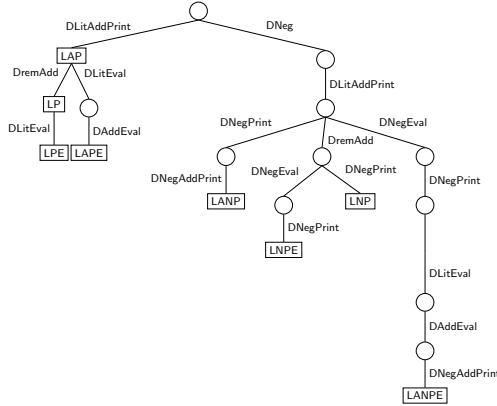 DLitAddPrint DNeg
LAP
DremAdd DLitEval DLitAddPrint
LP
DNegPrint DremAdd DNegEval
DLitEval DAddEval
LPE LAPE
DNegAddPrint DNegEval DNegPrint DNegPrint
LANP LNP
DNegPrint
LNPE
DLitEval
DAddEval
DNegAddPrint
LANPE